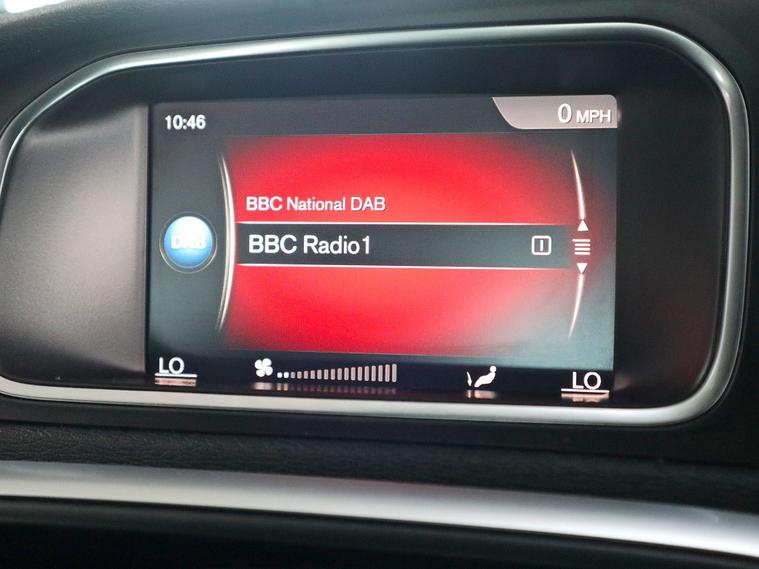 10:46
0 MPH
BBC National DAB
DAB
BBC Radio1
LO
LO